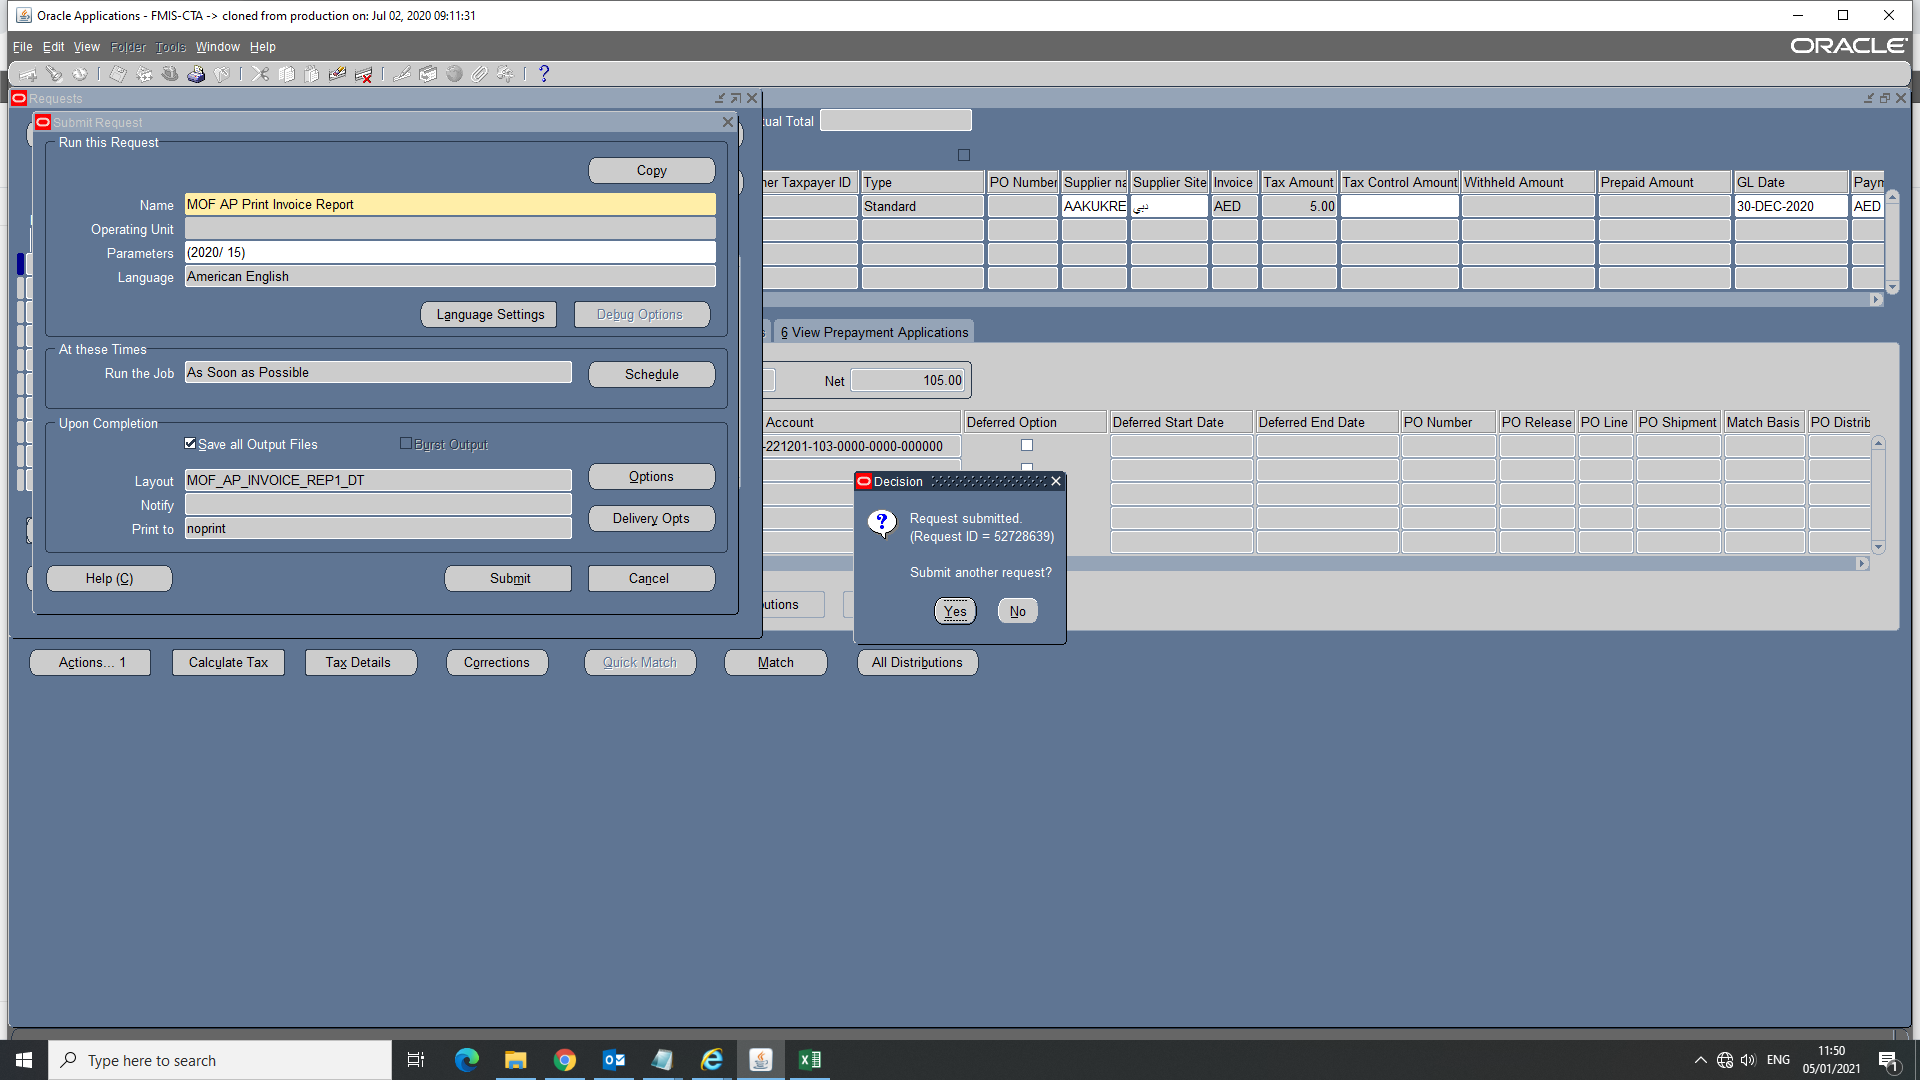 Oracle Applications - FMIS-CTA -> cloned from production on: Jul 02, 2020 09:11:31
File Edit View Folder Tools Window Help
ORACLE
Requests
Submit Request
Run this Request
Copy
Name MOF AP Print Invoice Report
Operating Unit
Parameters (2020/ 15)
Language American English
Language Settings Debug Options
At these Times
Run the Job As Soon as Possible Schedule
Upon Completion
Save all Output Files Burst Output
Layout MOF_AP_INVOICE_REP1_DT Options
Notify
Print to noprint Delivery Opts
Help (C) Submit Cancel
Total
Taxpayer ID Type PO Number Supplier Supplier Site Invoice Tax Amount Tax Control Amount Withheld Amount Prepaid Amount GL Date
Standard AAKUKRE دبي AED 5.00 30-DEC-2020 AED
6 View Prepayment Applications
Net 105.00
Account Deferred Option Deferred Start Date Deferred End Date PO Number PO Release PO Line PO Shipment Match Basis PO Distrib
-221201-103-0000-0000-000000
Decision
Request submitted.
(Request ID = 52728639)
Submit another request?
Yes No
Actions... 1 Calculate Tax Tax Details Corrections Quick Match Match All Distributions
Type here to search
ENG
11:50
05/01/2021
1